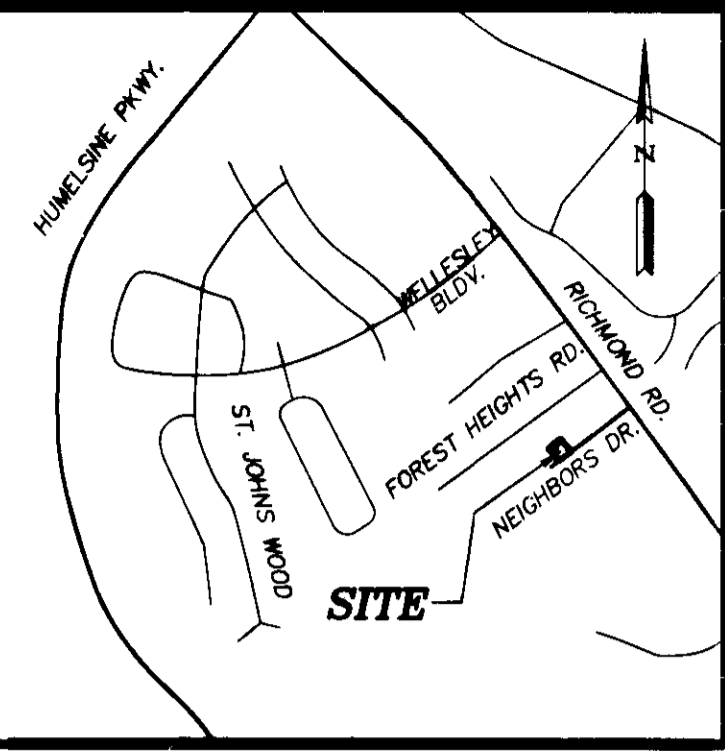 HUMELSINE PKWY.
N
WELLESLEY
BLDV.
RICHMOND RD.
FOREST HEIGHTS RD.
NEIGHBORS DR.
ST. JOHNS WOOD
SITE